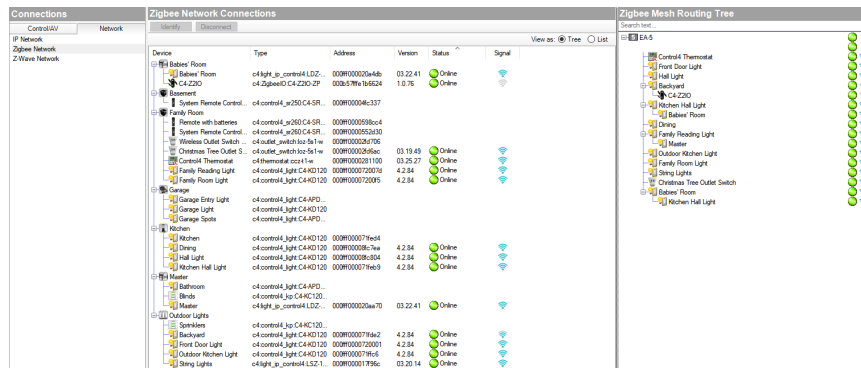 Connections
Control/AV Network
IP Network
Zigbee Network
Z-Wave Network
Zigbee Network Connections
Identify Disconnect
View as: Tree List
Device Type Address Version Status Signal
Babies' Room
Babies' Room c4:light_ip_control4:LDZ-... 000fff000020a4db 03.22.41 Online
C4-Z2IO c4:ZigbeeIO:C4-Z2IO-ZP 000b57fffe1b6624 1.0.76 Online
Basement
System Remote Control... c4:control4_sr260:C4-SR... 000fff00004fc337
Family Room
Remote with batteries c4:control4_sr260:C4-SR... 000fff0000598cc4
System Remote Control... c4:control4_sr260:C4-SR... 000fff0000552d30
Wireless Outlet Switch ... c4:outlet_switch:loz-5s1-w 000fff00002fd706
Christmas Tree Outlet S... c4:outlet_switch:loz-5s1-w 000fff00002fd6ac 03.19.49 Online
Control4 Thermostat c4:thermostat:ccz-t1-w 000fff0000281100 03.25.27 Online
Family Reading Light c4:control4_light:C4-KD120 000fff000072007d 4.2.84 Online
Family Room Light c4:control4_light:C4-KD120 000fff00007200f5 4.2.84 Online
Garage
Garage Entry Light c4:control4_light:C4-APD...
Garage Light c4:control4_light:C4-KD120
Garage Spots c4:control4_light:C4-APD...
Kitchen
Kitchen c4:control4_light:C4-KD120 000fff000071fed4
Dining c4:control4_light:C4-KD120 000fff00008fc7ea 4.2.84 Online
Hall Light c4:control4_light:C4-KD120 000fff00008fc804 4.2.84 Online
Kitchen Hall Light c4:control4_light:C4-KD120 000fff000071feb9 4.2.84 Online
Master
Bathroom c4:control4_light:C4-APD...
Blinds c4:control4_kp:C4-KC120...
Master c4:light_ip_control4:LDZ-... 000fff000020aa70 03.22.41 Online
Outdoor Lights
Sprinklers c4:control4_kp:C4-KC120...
Backyard c4:control4_light:C4-KD120 000fff000071fde2 4.2.84 Online
Front Door Light c4:control4_light:C4-KD120 000fff0000720001 4.2.84 Online
Outdoor Kitchen Light c4:control4_light:C4-KD120 000fff000071ffc6 4.2.84 Online
String Lights c4:light_ip_control4:LSZ-1... 000fff000017f96c 03.20.14 Online
Zigbee Mesh Routing Tree
Search text...
EA-5
Control4 Thermostat
Front Door Light
Hall Light
Backyard
C4-Z2IO
Kitchen Hall Light
Babies' Room
Dining
Family Reading Light
Master
Outdoor Kitchen Light
Family Room Light
String Lights
Christmas Tree Outlet Switch
Babies' Room
Kitchen Hall Light